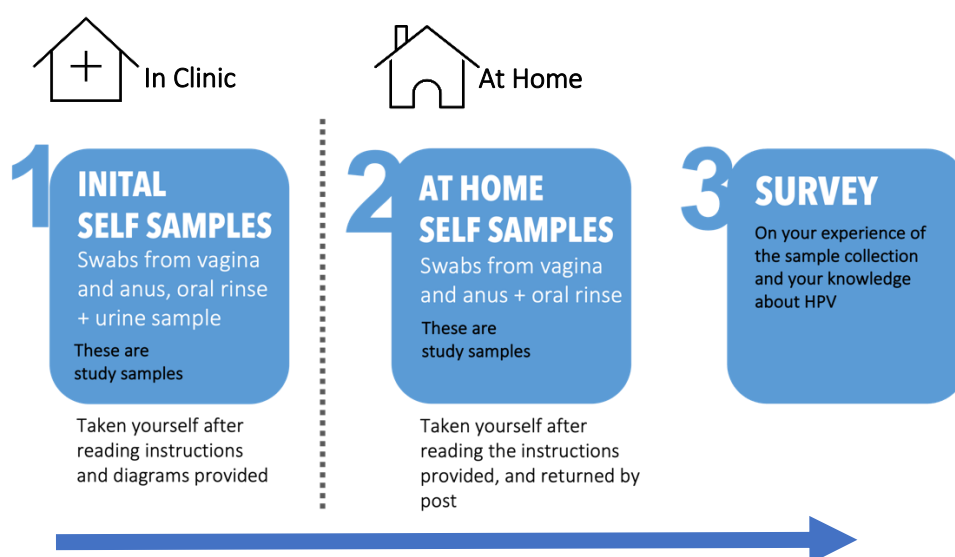 In Clinic
At Home
1
INITAL
SELF SAMPLES
Swabs from vagina
and anus, oral rinse
+ urine sample
These are
study samples
Taken yourself after
reading instructions
and diagrams provided
2
AT HOME
SELF SAMPLES
Swabs from vagina
and anus + oral rinse
These are
study samples
Taken yourself after
reading the instructions
provided, and returned by
post
3
SURVEY
On your experience of
the sample collection
and your knowledge
about HPV